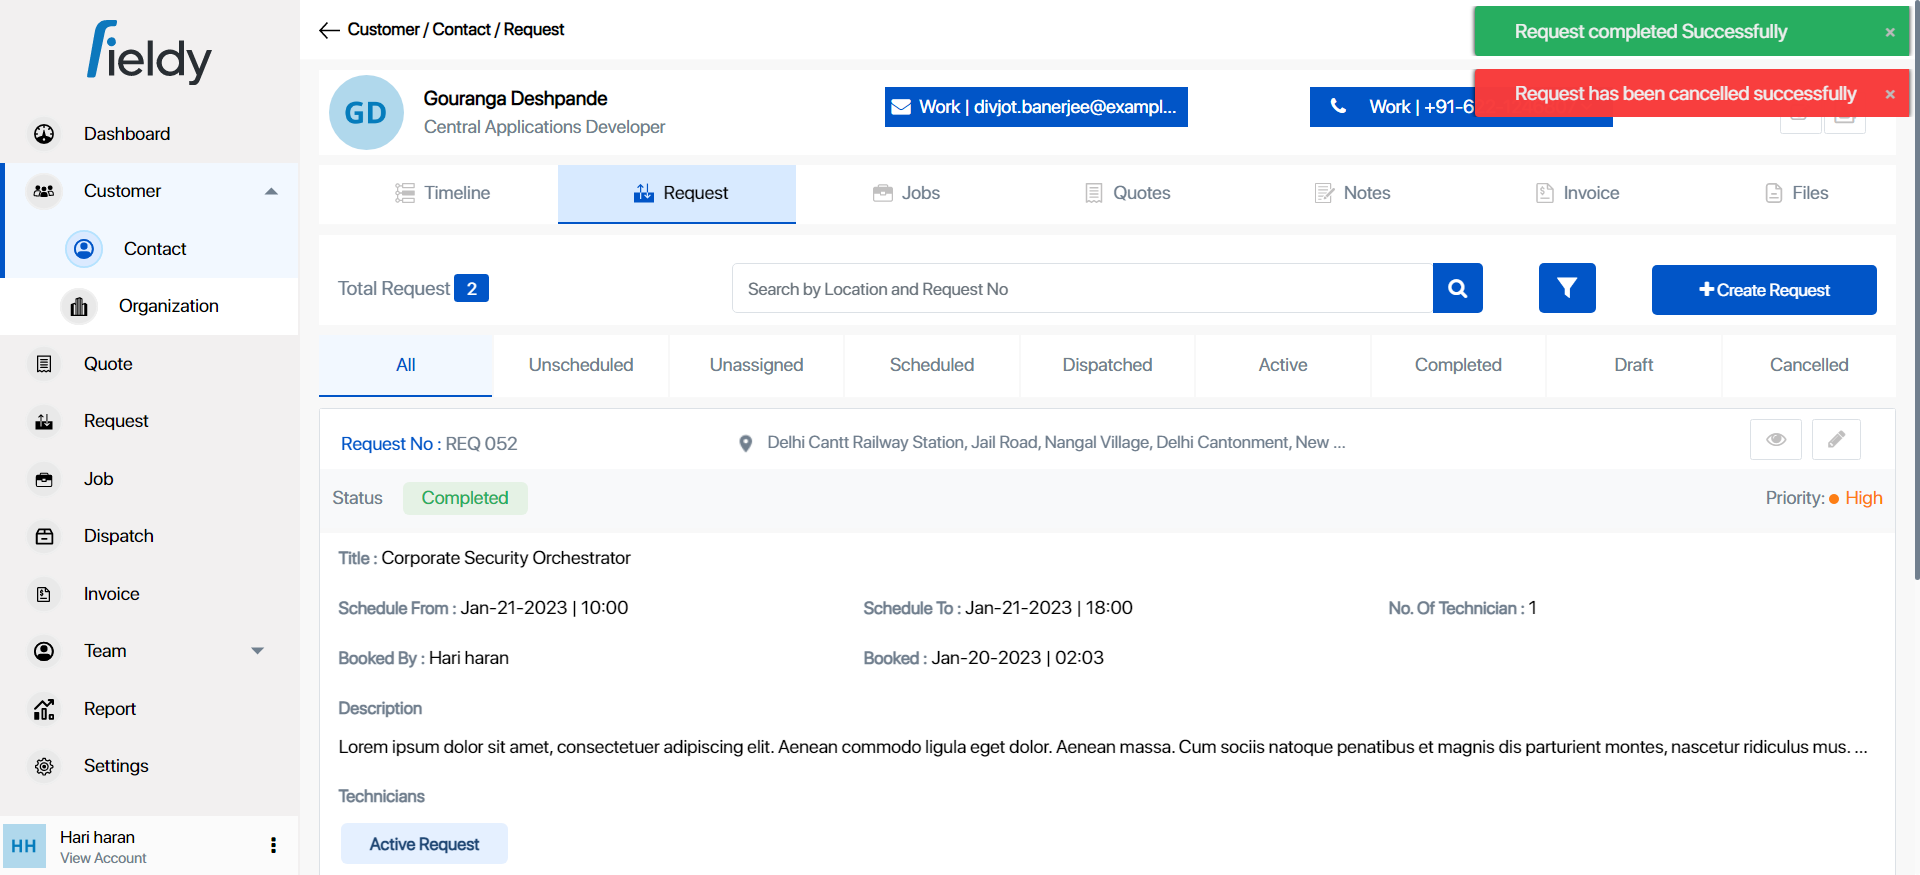 fieldy
Dashboard
Customer
Contact
Organization
Quote
Request
Job
Dispatch
Invoice
Team
Report
Settings
HH
Hari haran
View Account
Customer / Contact / Request
Request completed Successfully ×
Request has been cancelled successfully ×
GD
Gouranga Deshpande
Central Applications Developer
Work | divjot.banerjee@exampl...
Work | +91-6
Timeline
Request
Jobs
Quotes
Notes
Invoice
Files
Total Request 2
Search by Location and Request No
Create Request
All
Unscheduled
Unassigned
Scheduled
Dispatched
Active
Completed
Draft
Cancelled
Request No : REQ 052
Delhi Cantt Railway Station, Jail Road, Nangal Village, Delhi Cantonment, New ...
Status Completed
Priority: High
Title : Corporate Security Orchestrator
Schedule From : Jan-21-2023 | 10:00
Schedule To : Jan-21-2023 | 18:00
No. Of Technician : 1
Booked By : Hari haran
Booked : Jan-20-2023 | 02:03
Description
Lorem ipsum dolor sit amet, consectetuer adipiscing elit. Aenean commodo ligula eget dolor. Aenean massa. Cum sociis natoque penatibus et magnis dis parturient montes, nascetur ridiculus mus. ...
Technicians
Active Request